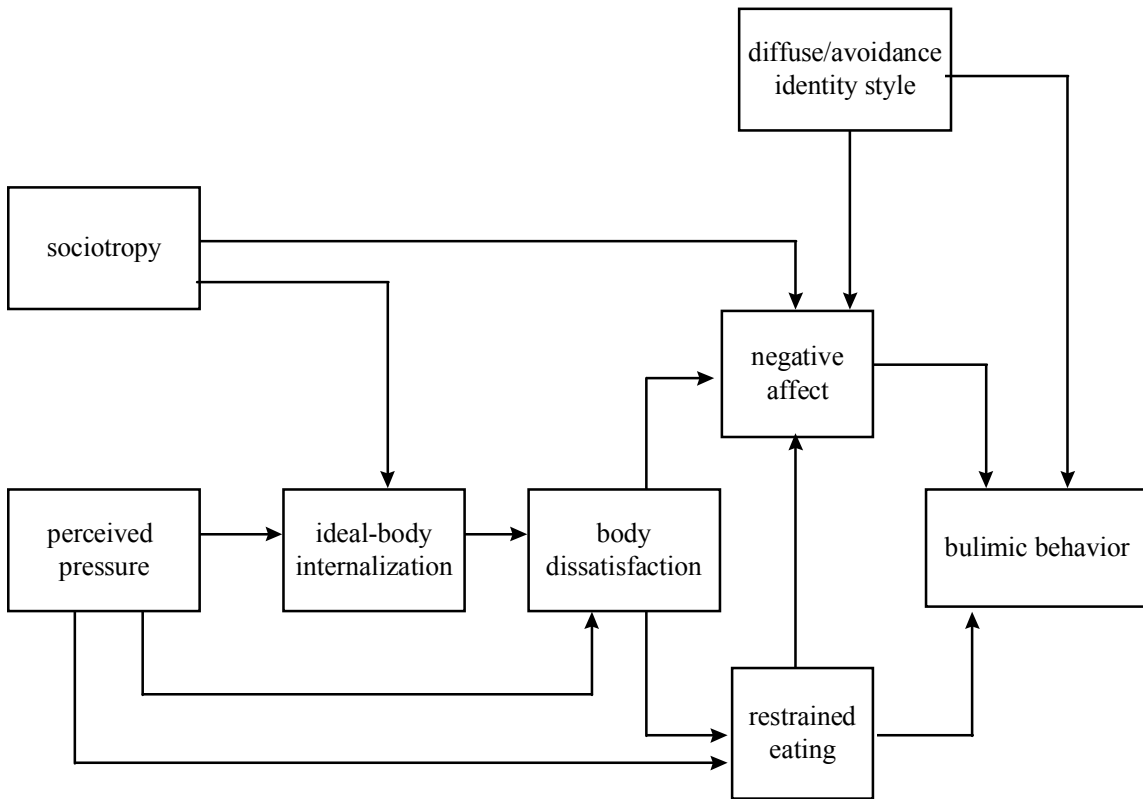 diffuse/avoidance
identity style
sociotropy
negative
affect
perceived
pressure
ideal-body
internalization
body
dissatisfaction
bulimic behavior
restrained
eating